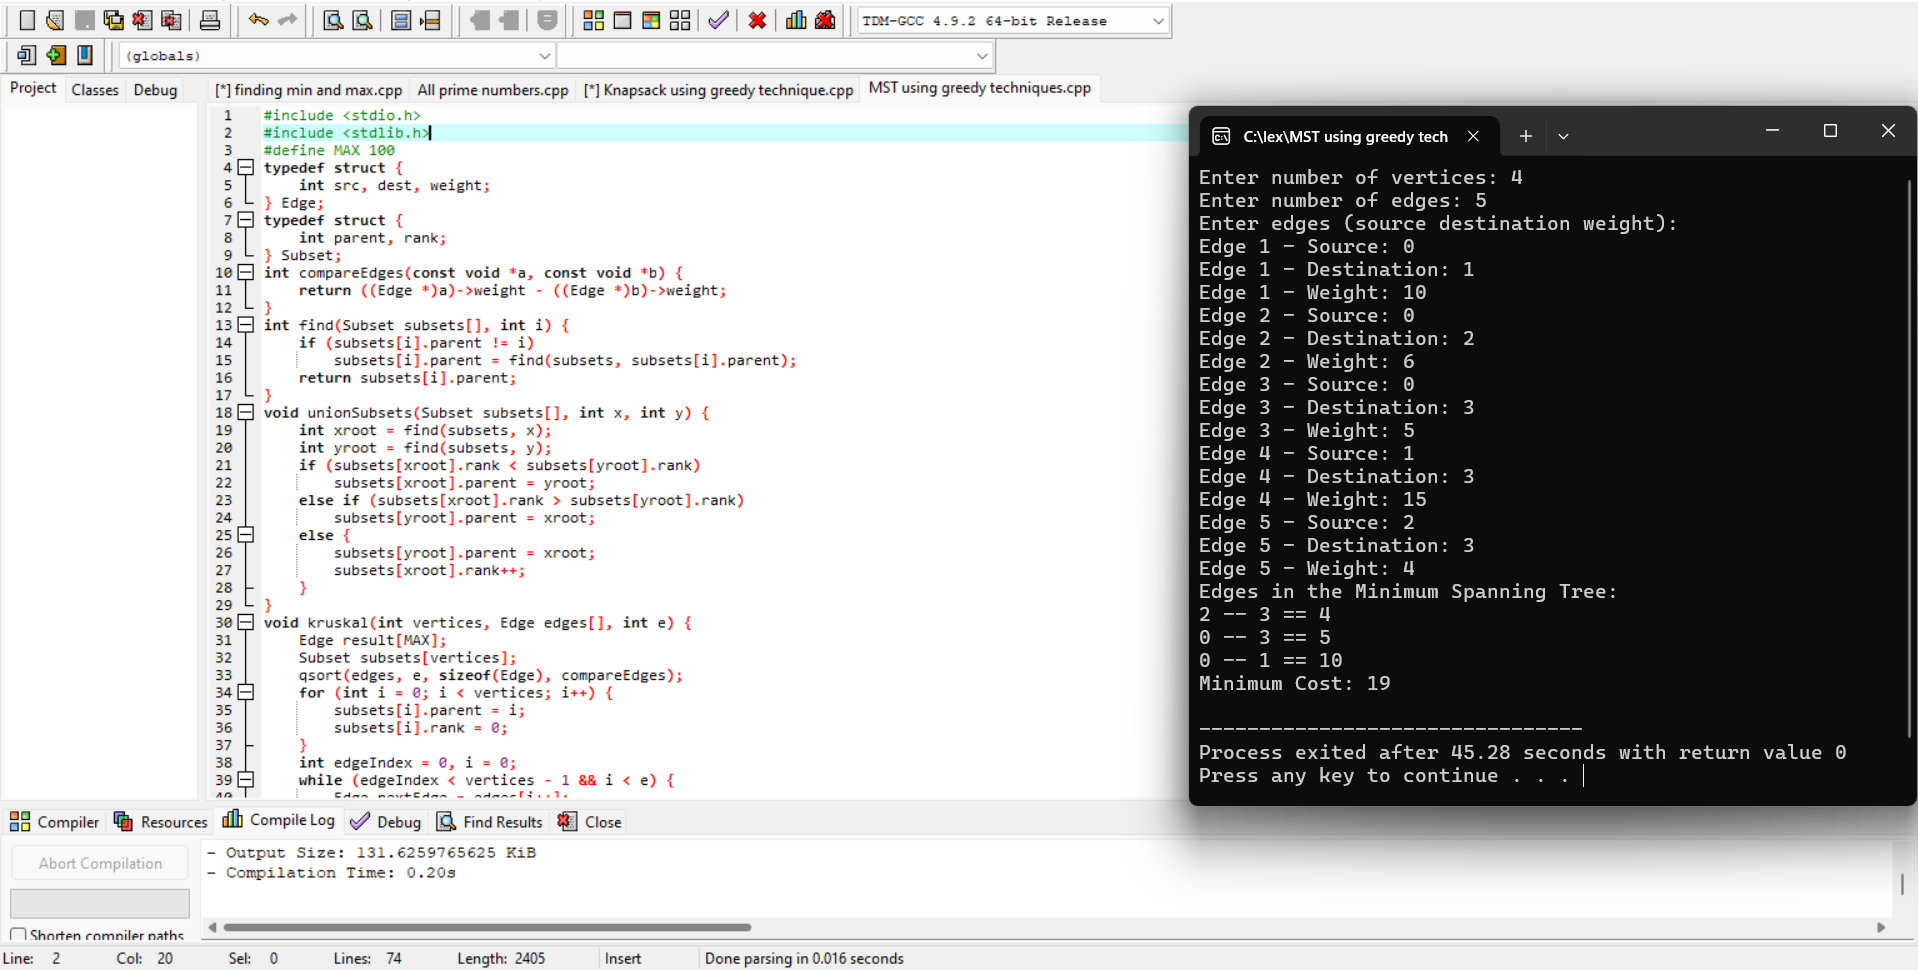 TDM-GCC 4.9.2 64-bit Release
(globals)
Project
Classes
Debug
[*] finding min and max.cpp
All prime numbers.cpp
[*] Knapsack using greedy technique.cpp
MST using greedy techniques.cpp
1 #include <stdio.h>
2 #include <stdlib.h>
3 #define MAX 100
4 typedef struct {
5     int src, dest, weight;
6 } Edge;
7 typedef struct {
8     int parent, rank;
9 } Subset;
10 int compareEdges(const void *a, const void *b) {
11     return ((Edge *)a)->weight - ((Edge *)b)->weight;
12 }
13 int find(Subset subsets[], int i) {
14     if (subsets[i].parent != i)
15         subsets[i].parent = find(subsets, subsets[i].parent);
16     return subsets[i].parent;
17 }
18 void unionSubsets(Subset subsets[], int x, int y) {
19     int xroot = find(subsets, x);
20     int yroot = find(subsets, y);
21     if (subsets[xroot].rank < subsets[yroot].rank)
22         subsets[xroot].parent = yroot;
23     else if (subsets[xroot].rank > subsets[yroot].rank)
24         subsets[yroot].parent = xroot;
25     else {
26         subsets[yroot].parent = xroot;
27         subsets[xroot].rank++;
28     }
29 }
30 void kruskal(int vertices, Edge edges[], int e) {
31     Edge result[MAX];
32     Subset subsets[vertices];
33     qsort(edges, e, sizeof(Edge), compareEdges);
34     for (int i = 0; i < vertices; i++) {
35         subsets[i].parent = i;
36         subsets[i].rank = 0;
37     }
38     int edgeIndex = 0, i = 0;
39     while (edgeIndex < vertices - 1 && i < e) {
40         Edge nextEdge = edges[i++];
C:\lex\MST using greedy tech
Enter number of vertices: 4
Enter number of edges: 5
Enter edges (source destination weight):
Edge 1 - Source: 0
Edge 1 - Destination: 1
Edge 1 - Weight: 10
Edge 2 - Source: 0
Edge 2 - Destination: 2
Edge 2 - Weight: 6
Edge 3 - Source: 0
Edge 3 - Destination: 3
Edge 3 - Weight: 5
Edge 4 - Source: 1
Edge 4 - Destination: 3
Edge 4 - Weight: 15
Edge 5 - Source: 2
Edge 5 - Destination: 3
Edge 5 - Weight: 4
Edges in the Minimum Spanning Tree:
2 -- 3 == 4
0 -- 3 == 5
0 -- 1 == 10
Minimum Cost: 19
--------------------------------
Process exited after 45.28 seconds with return value 0
Press any key to continue . . .
Compiler
Resources
Compile Log
Debug
Find Results
Close
Abort Compilation
Shorten compiler paths
- Output Size: 131.6259765625 KiB
- Compilation Time: 0.20s
Line: 2
Col: 20
Sel: 0
Lines: 74
Length: 2405
Insert
Done parsing in 0.016 seconds